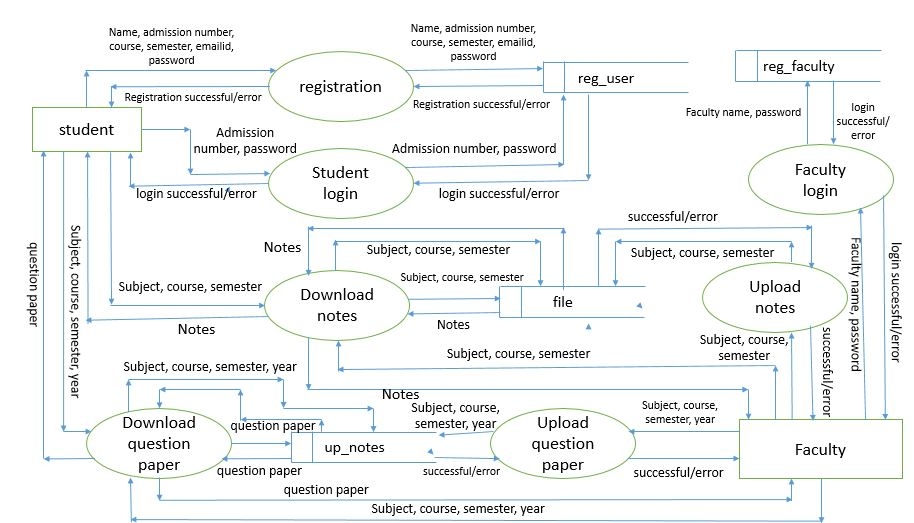 Name, admission number,
course, semester, emailid,
password
Name, admission number,
course, semester, emailid,
password
registration
reg_user
reg_faculty
Registration successful/error
Registration successful/error
Faculty name, password
login
successful/
error
student
Admission
number, password
Admission number, password
Student
login
Faculty
login
login successful/error
login successful/error
successful/error
question paper
Subject, course, semester, year
Notes
Subject, course, semester
Subject, course, semester
Faculty name, password
login successful/error
Subject, course, semester
Subject, course, semester
Download
notes
file
Upload
notes
Notes
Notes
Subject, course, semester
Subject, course,
semester
successful/error
Subject, course, semester, year
Notes
Subject, course,
semester, year
Subject, course,
semester, year
Download
question
paper
question paper
up_notes
Upload
question
paper
Faculty
question paper
successful/error
successful/error
question paper
Subject, course, semester, year